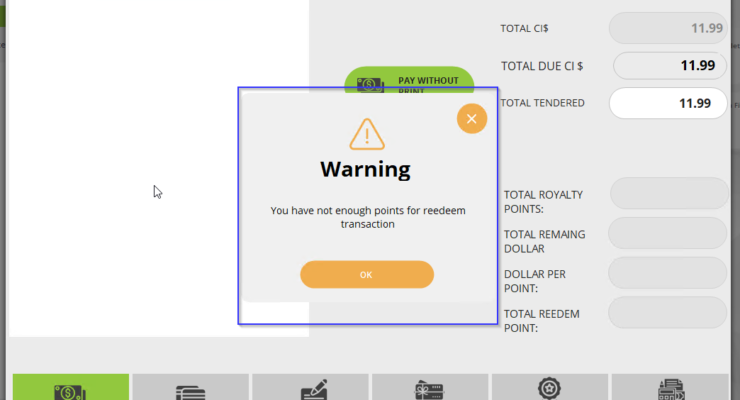 TOTAL CI$
11.99
TOTAL DUE CI $
11.99
PAY WITHOUT
PRINT
TOTAL TENDERED
11.99
Warning
You have not enough points for reedeem
transaction
OK
TOTAL ROYALTY
POINTS:
TOTAL REMAING
DOLLAR
DOLLAR PER
POINT:
TOTAL REEDEM
POINT: